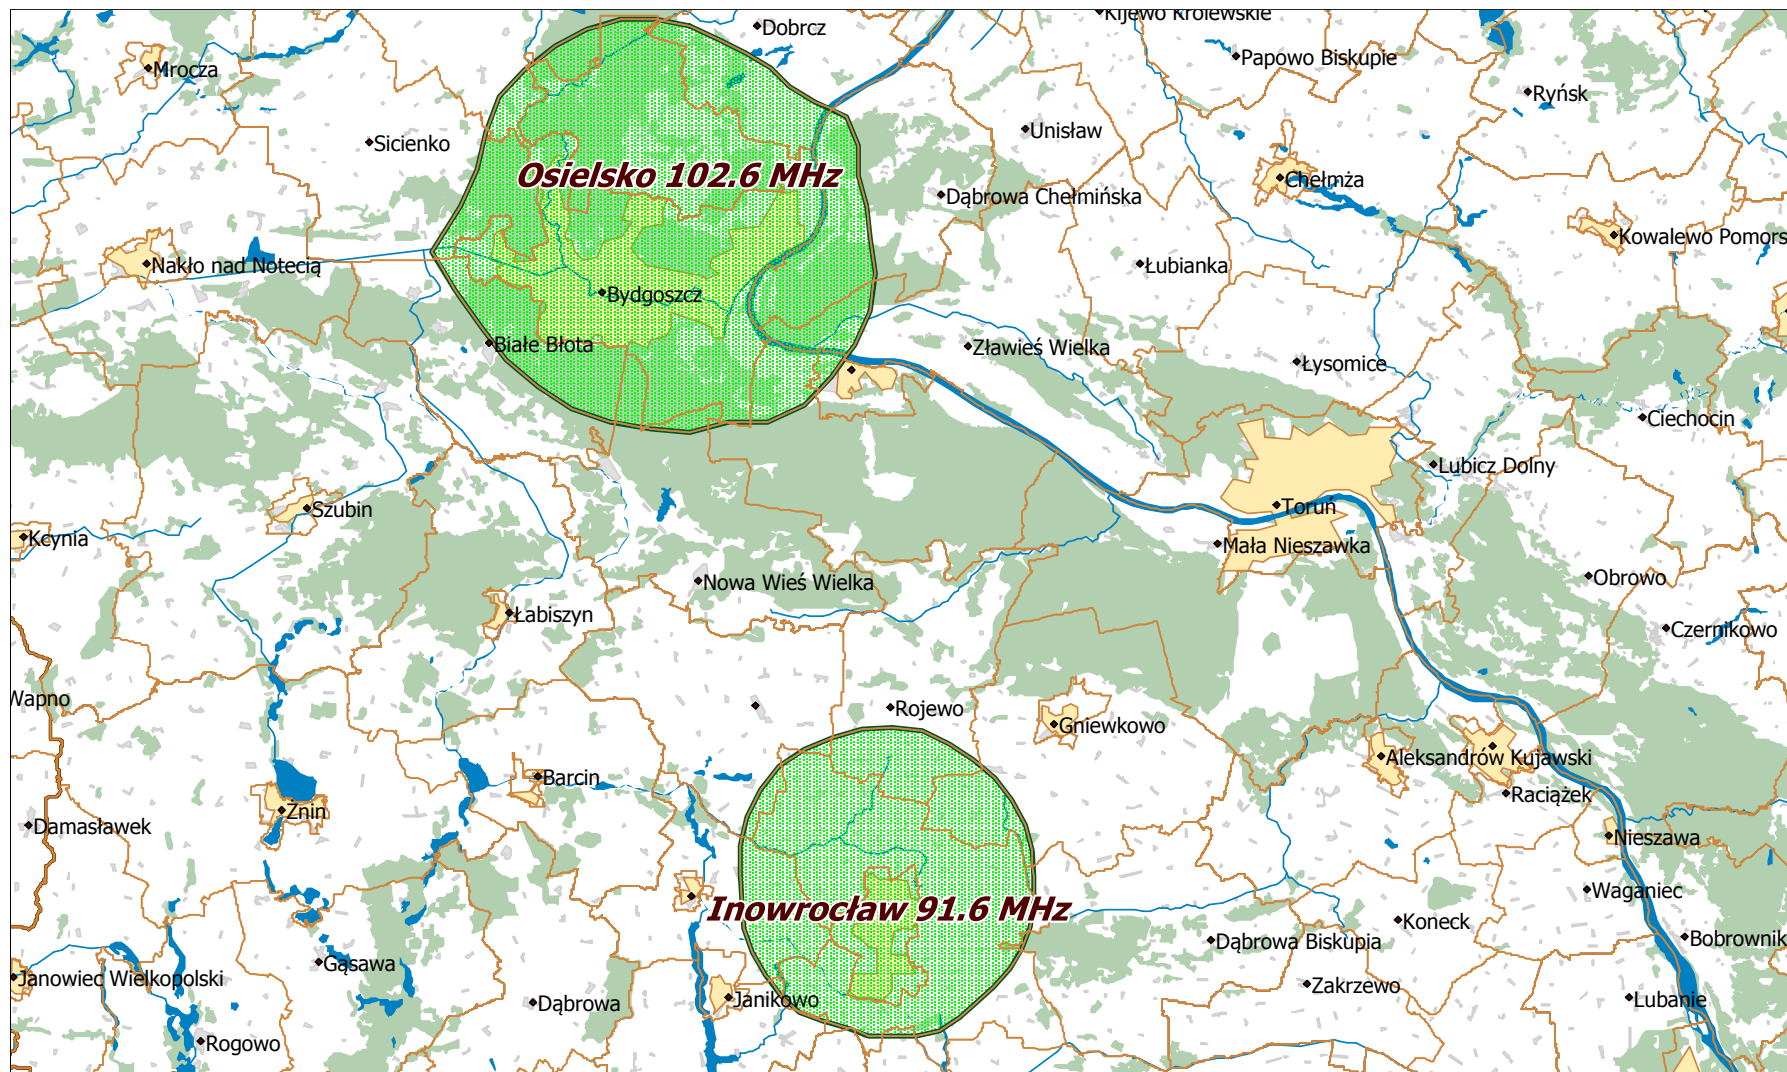 Kijewo Królewskie
Dobrcz
Papowo Biskupie
Mrocza
Ryńsk
Unisław
Sicienko
Osielsko 102.6 MHz
Chełmża
Dąbrowa Chełmińska
Kowalewo Pomors
Nakło nad Notecią
Łubianka
Bydgoszcz
Białe Błota
Zławieś Wielka
Łysomice
Ciechocin
Lubicz Dolny
Szubin
Toruń
Kcynia
Mała Nieszawka
Nowa Wieś Wielka
Obrowo
Łabiszyn
Czernikowo
Wapno
Rojewo
Gniewkowo
Aleksandrów Kujawski
Barcin
Raciążek
Żnin
Damasławek
Nieszawa
Waganiec
Inowrocław 91.6 MHz
Koneck
Dąbrowa Biskupia
Bobrownik
Gąsawa
Janowiec Wielkopolski
Zakrzewo
Janikowo
Dąbrowa
Lubanie
Rogowo